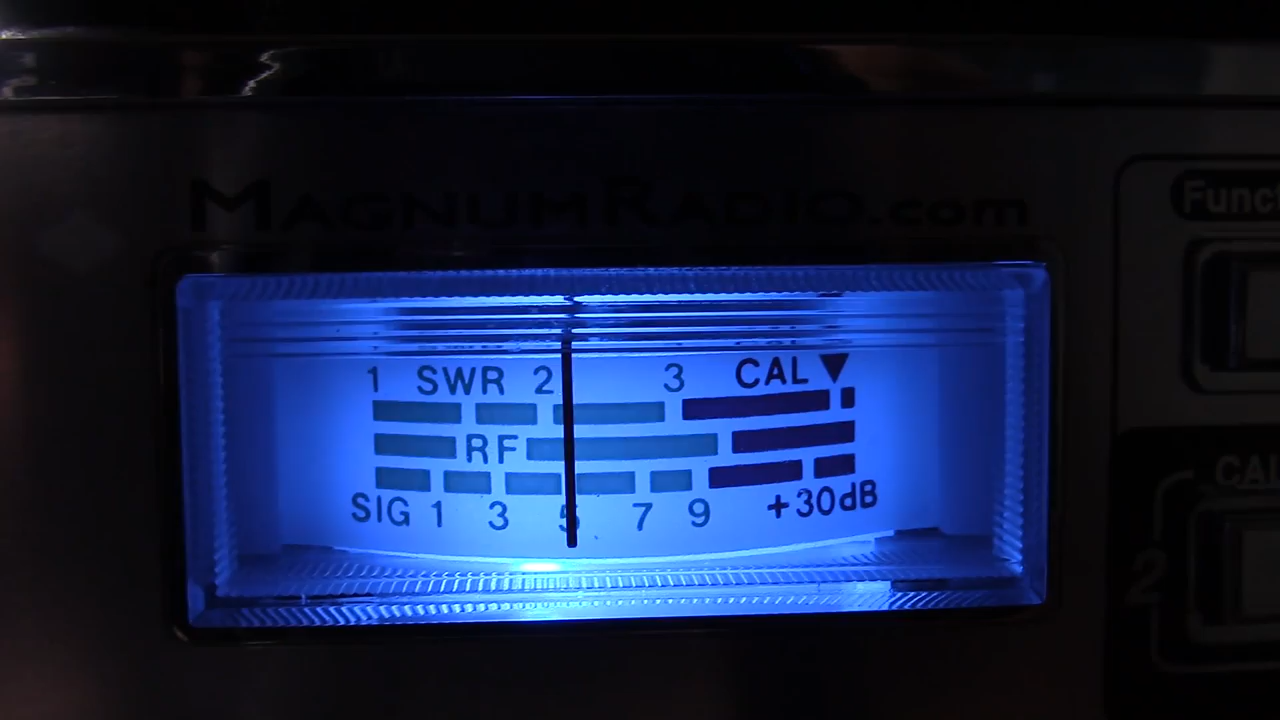 MAGNUMRADIO.com
Func
1 SWR 2 3 CAL
RF
SIG 1 3 5 7 9 +30dB
CAL
2